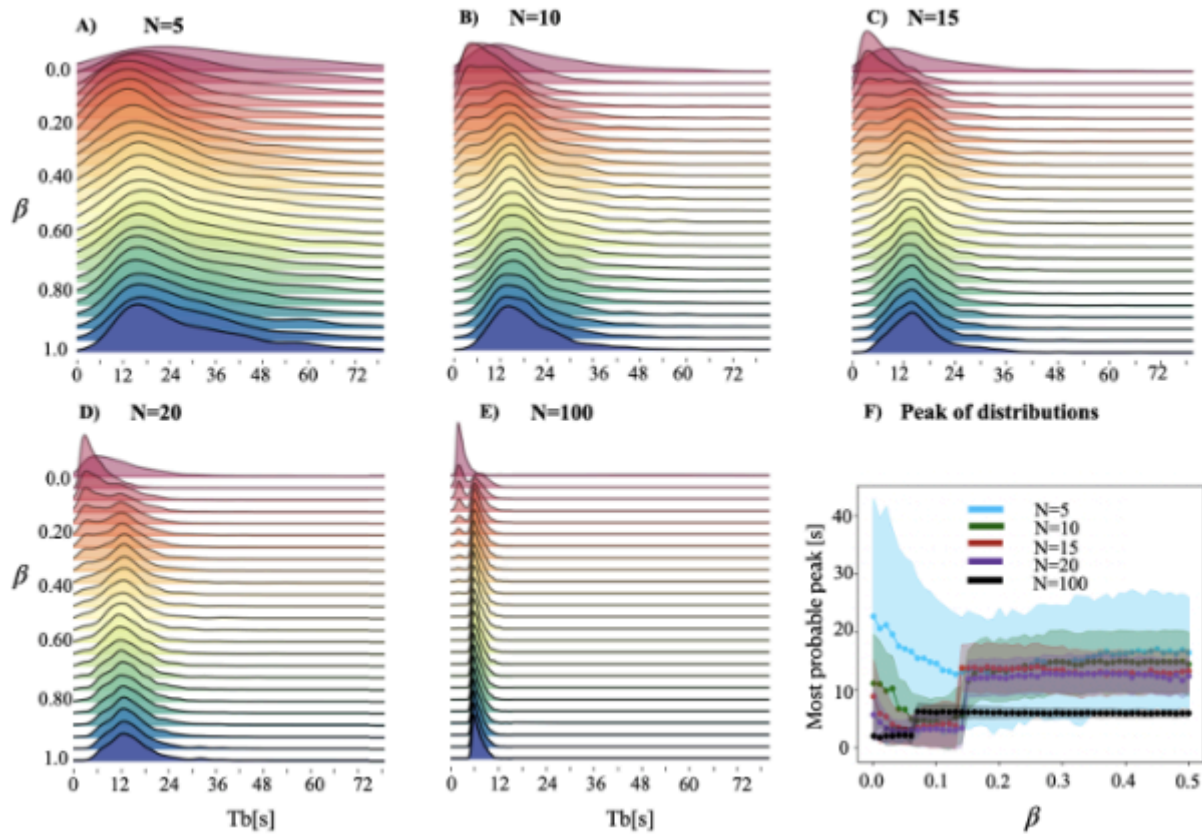 A) N=5
B) N=10
C) N=15
0.0
0.20
0.40
β
0.60
0.80
1.0
0 12 24 36 48 60 72
0 12 24 36 48 60 72
0 12 24 36 48 60 72
D) N=20
E) N=100
F) Peak of distributions
0.0
0.20
0.40
β
0.60
0.80
1.0
0 12 24 36 48 60 72
Tb[s]
0 12 24 36 48 60 72
Tb[s]
Most probable peak [s]
40
30
20
10
0
N=5
N=10
N=15
N=20
N=100
0.0 0.1 0.2 0.3 0.4 0.5
β